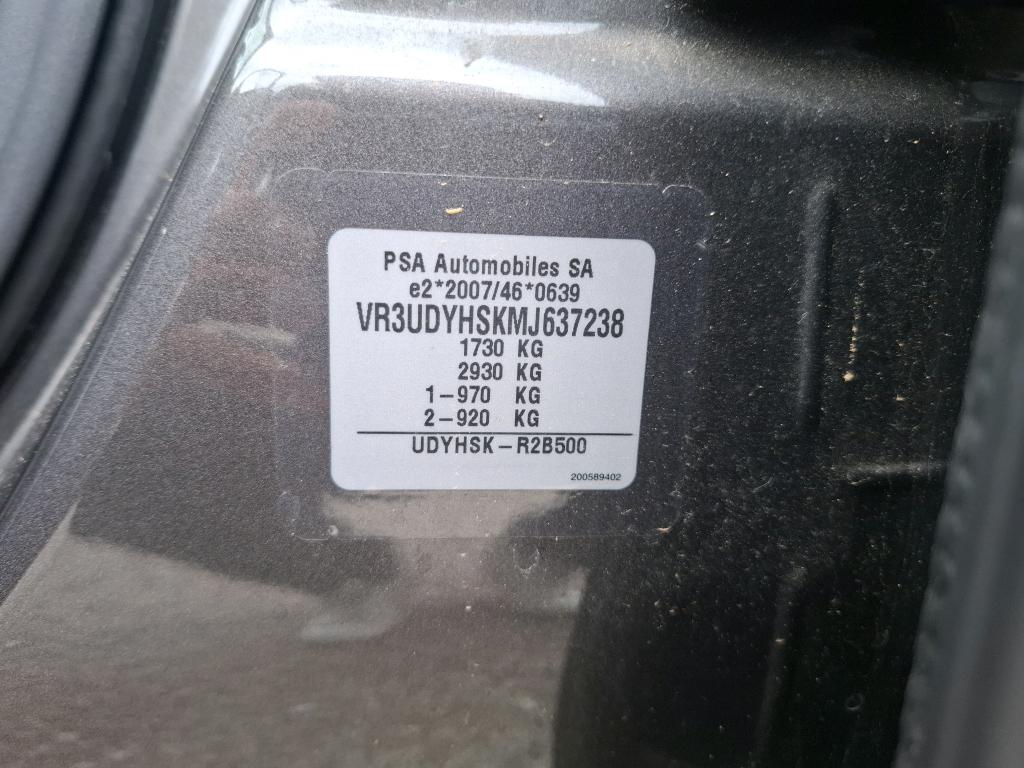 PSA Automobiles SA
e2*2007/46*0639
VR3UDYHSKMJ637238
1730 KG
2930 KG
1-970 KG
2-920 KG
UDYHSK-R2B500
200589402